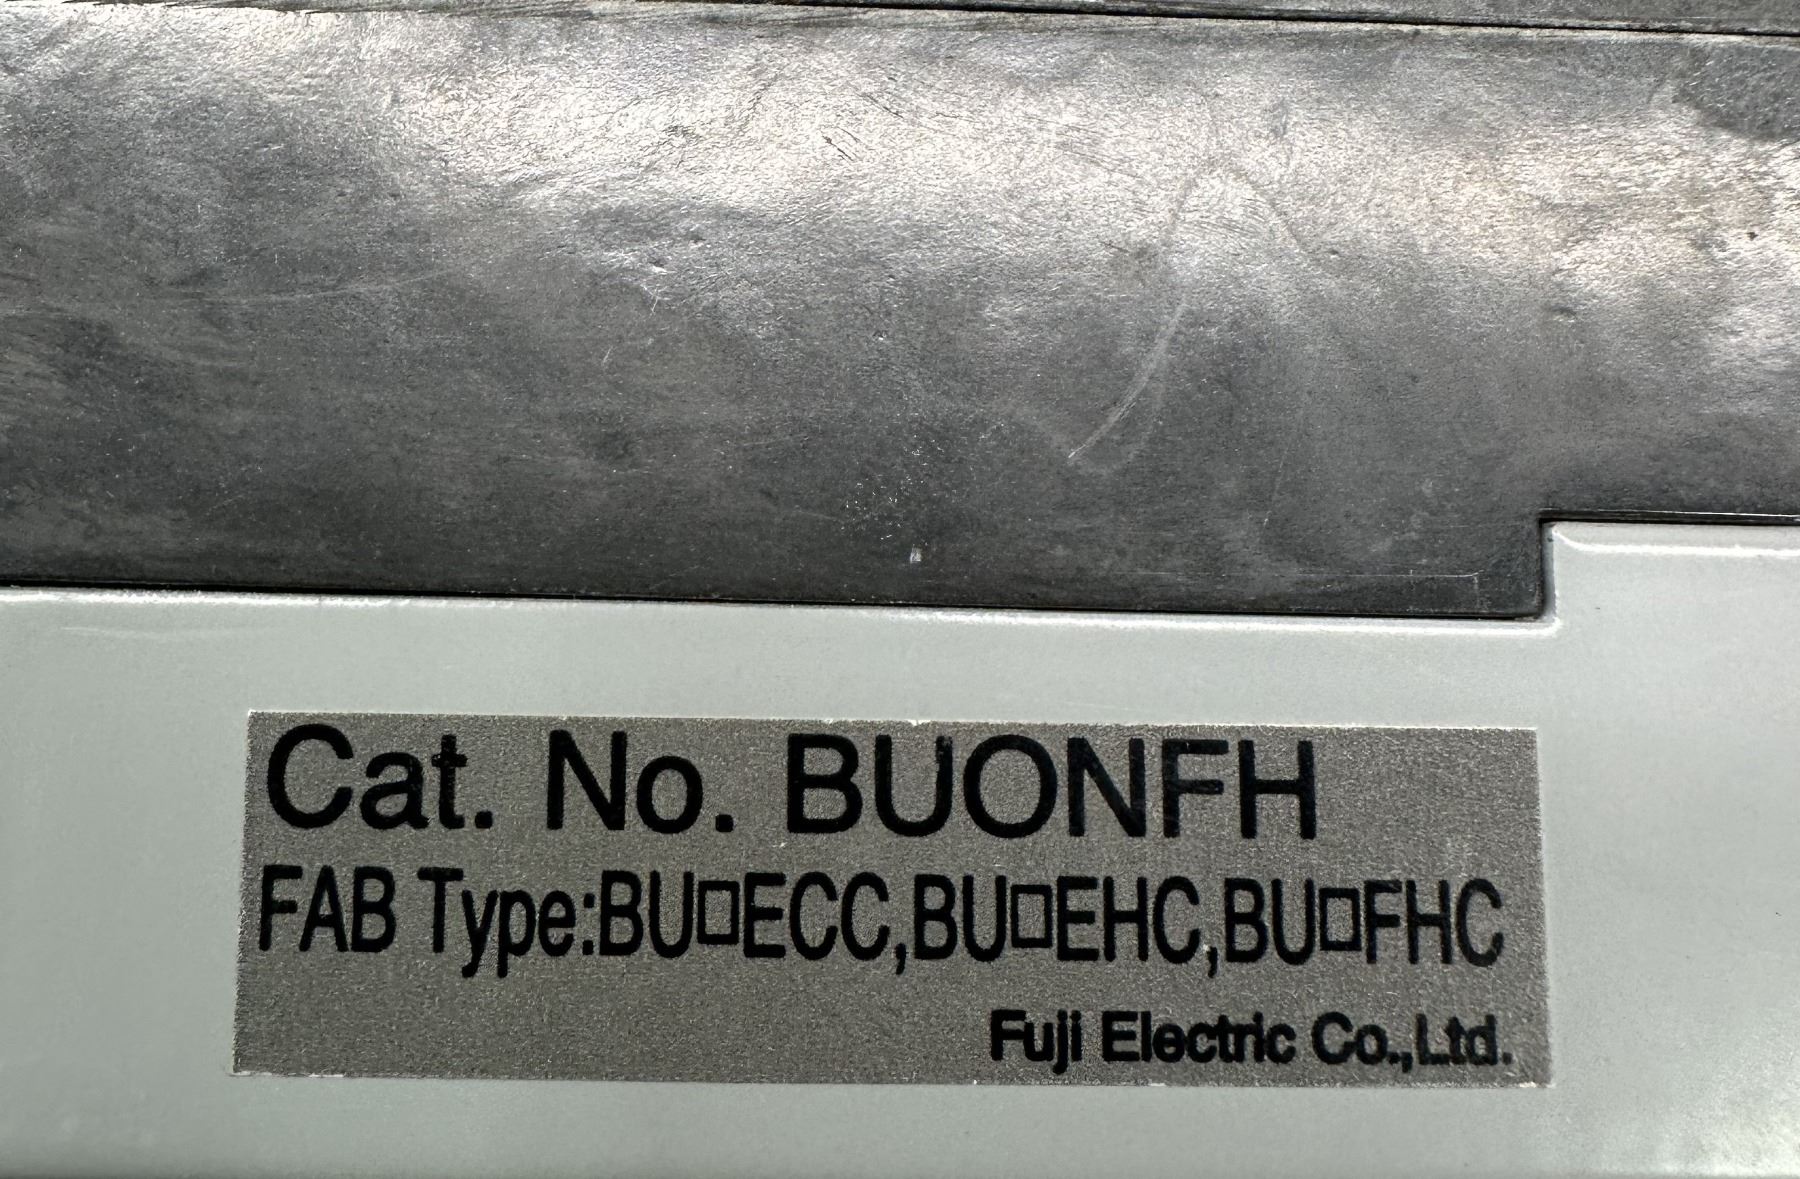 Cat. No. BUONFH
FAB Type:BU□ECC,BU□EHC,BU□FHC
Fuji Electric Co.,Ltd.